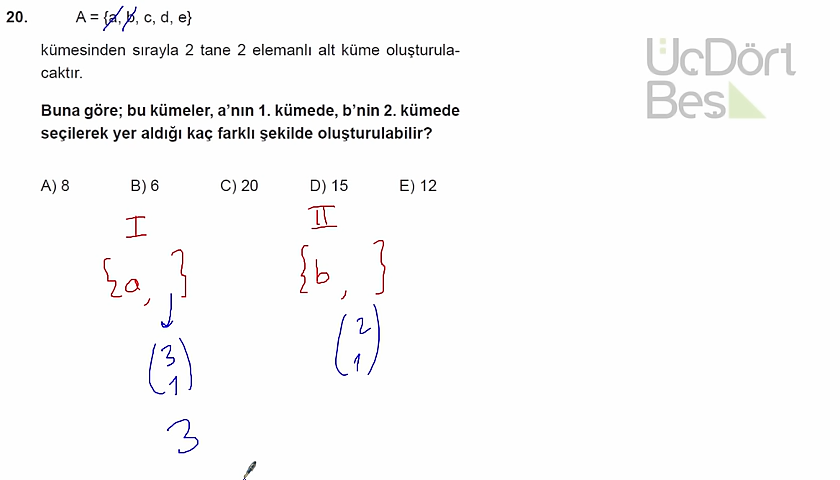 20. A = {a, b, c, d, e}
kümesinden sırayla 2 tane 2 elemanlı alt küme oluşturula-
caktır.
Buna göre; bu kümeler, a’nın 1. kümede, b’nin 2. kümede
seçilerek yer aldığı kaç farklı şekilde oluşturulabilir?
A) 8 B) 6 C) 20 D) 15 E) 12
I II
{a, } {b, }
(3 1) (2 1)
3
ÜçDört
Beş